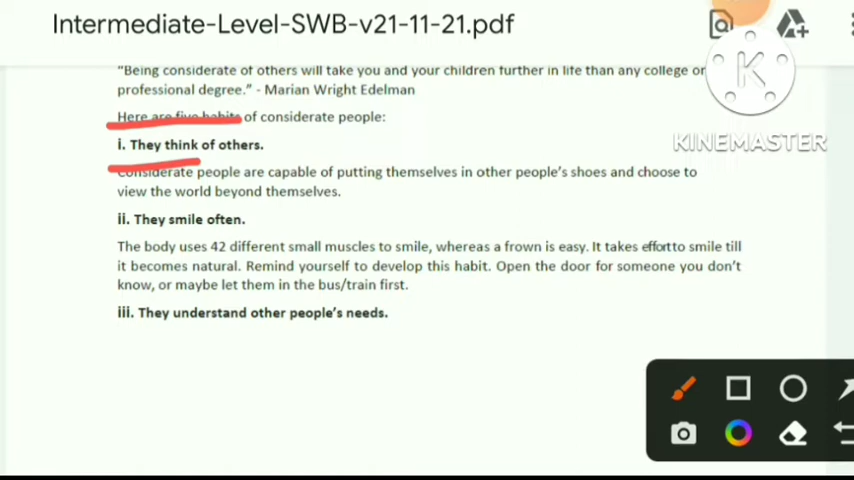 Intermediate-Level-SWB-v21-11-21.pdf
"Being considerate of others will take you and your children further in life than any college or
professional degree." - Marian Wright Edelman
K
KINEMASTER
Here are five habits of considerate people:
i. They think of others.
Considerate people are capable of putting themselves in other people's shoes and choose to
view the world beyond themselves.
ii. They smile often.
The body uses 42 different small muscles to smile, whereas a frown is easy. It takes effort to smile till
it becomes natural. Remind yourself to develop this habit. Open the door for someone you don't
know, or maybe let them in the bus/train first.
iii. They understand other people's needs.